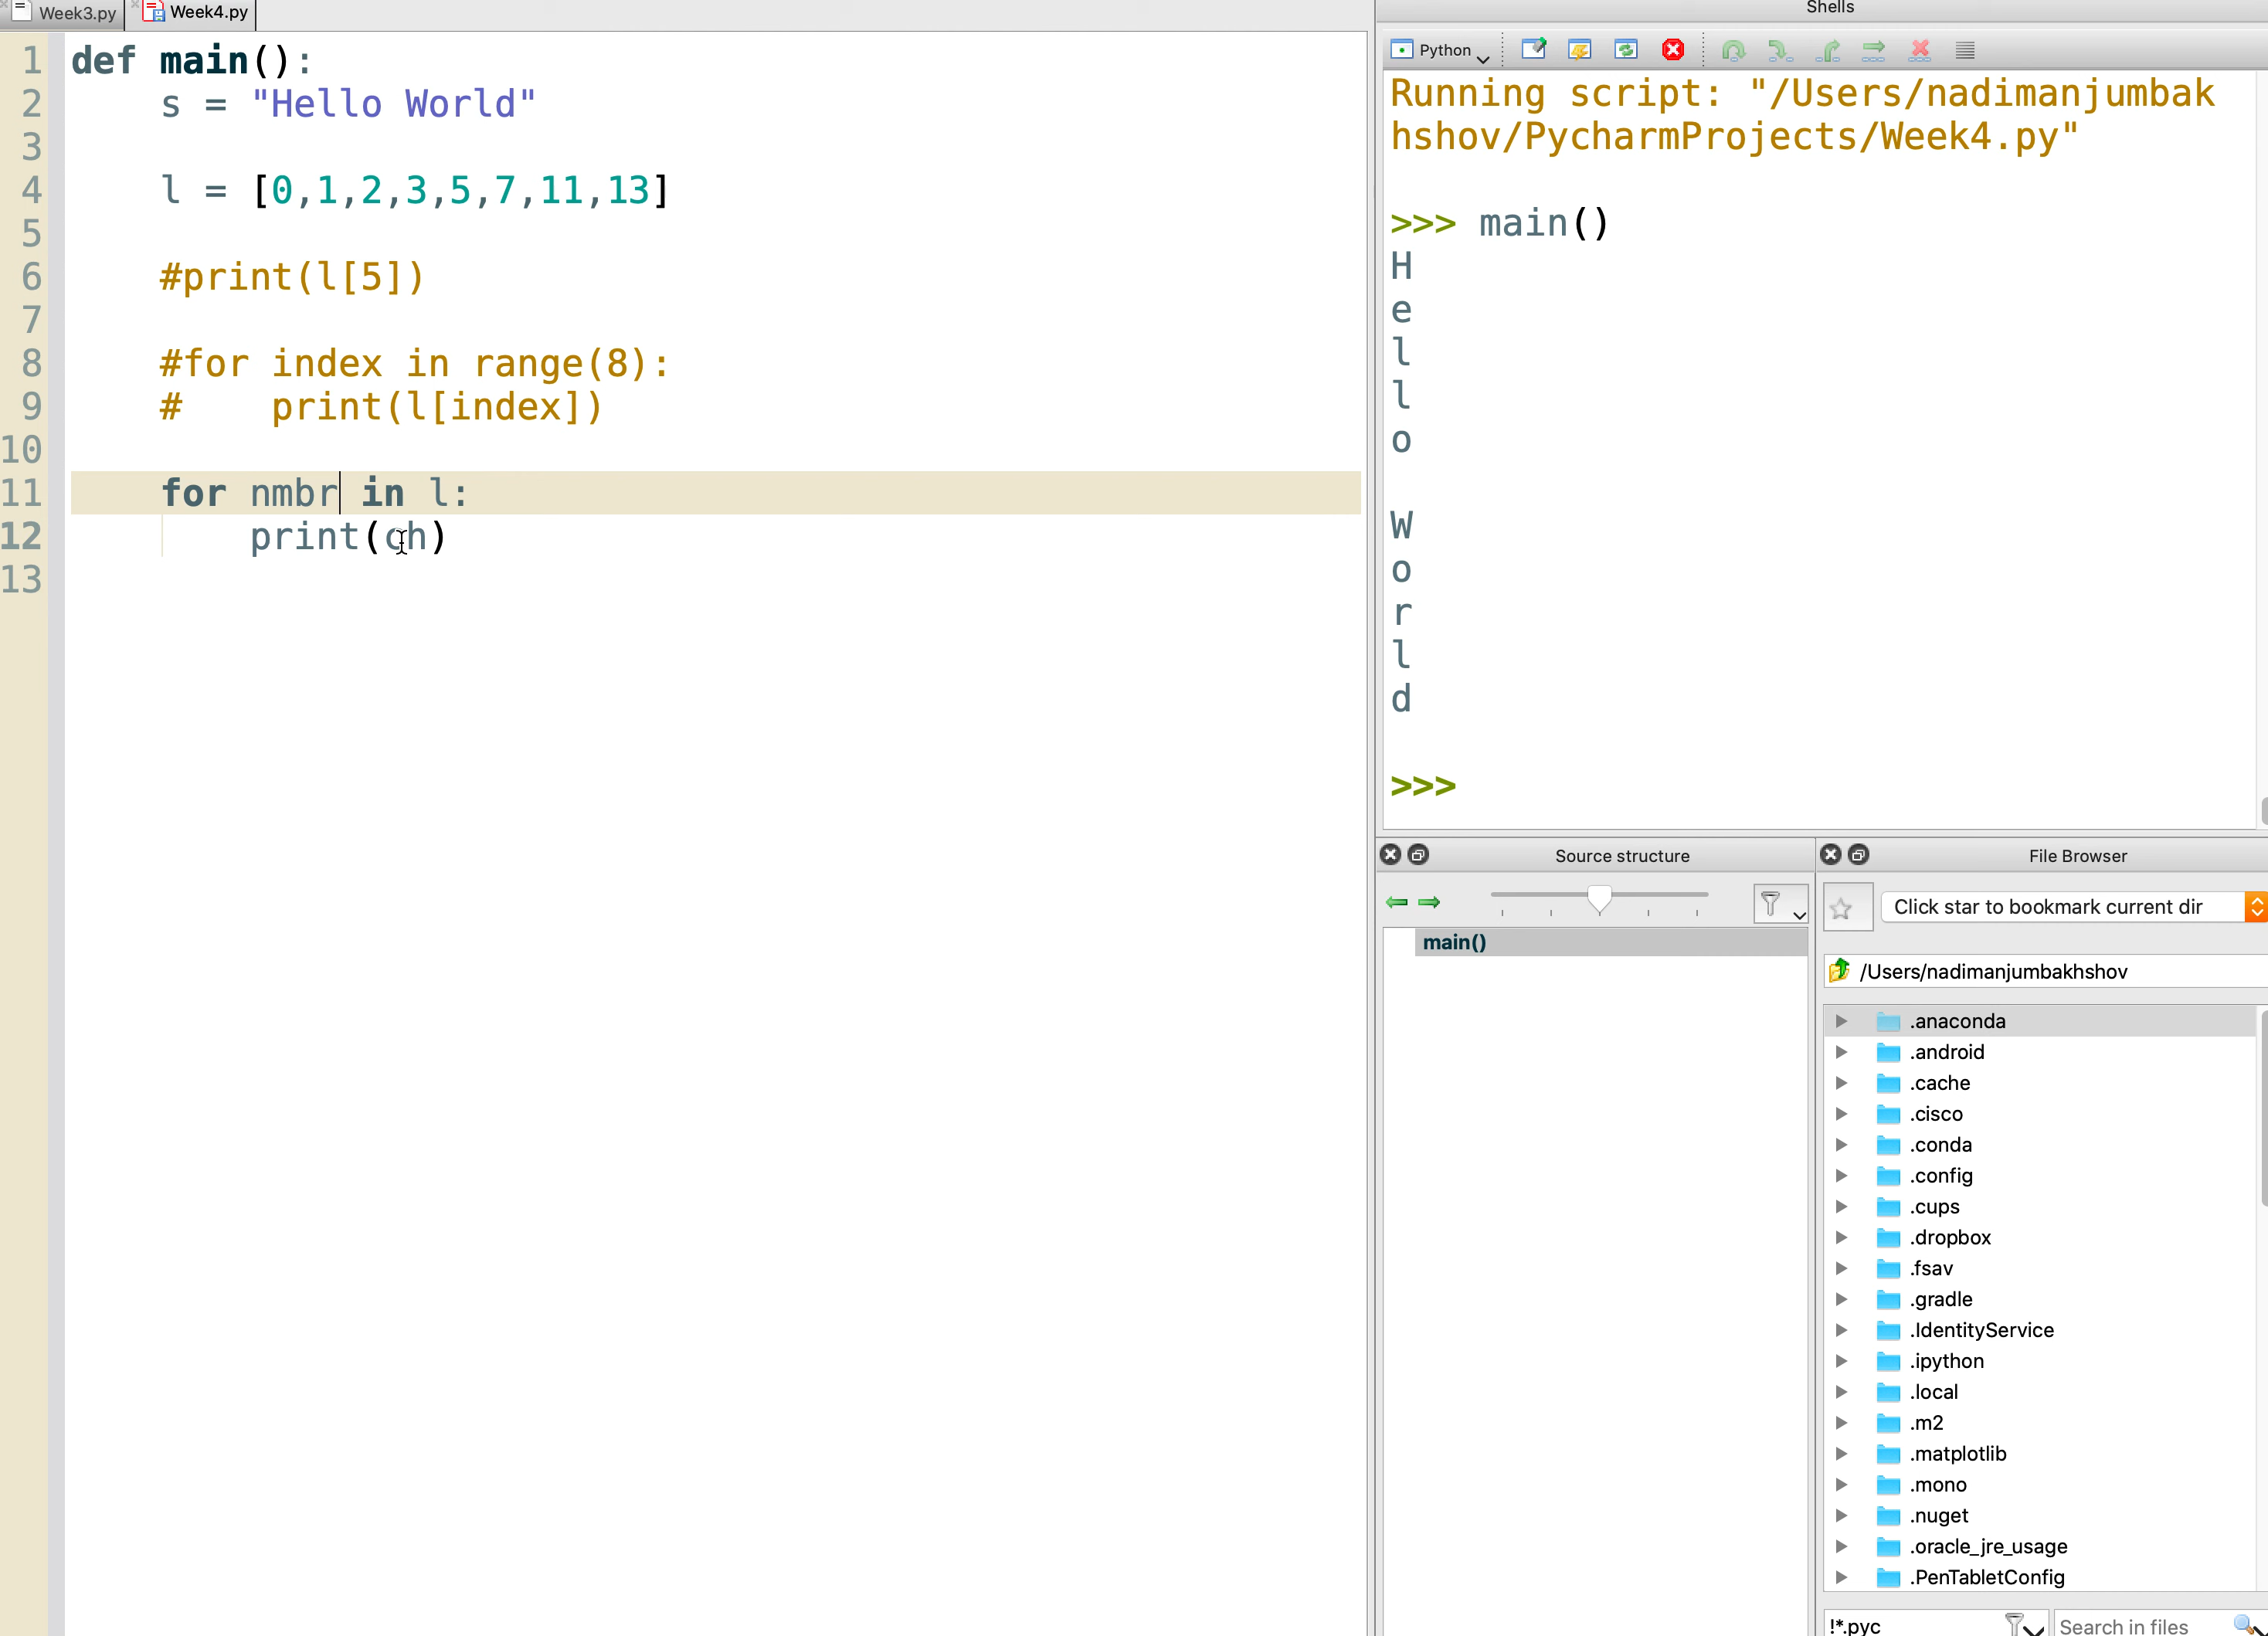 Week3.py
Week4.py
1 def main():
2     s = "Hello World"
3
4     l = [0,1,2,3,5,7,11,13]
5
6     #print(l[5])
7
8     #for index in range(8):
9     #    print(l[index])
10
11     for nmbr in l:
12         print(ch)
13
Shells
Python
Running script: "/Users/nadimanjumbak
hshov/PycharmProjects/Week4.py"
>>> main()
H
e
l
l
o
W
o
r
l
d
>>>
Source structure
main()
File Browser
Click star to bookmark current dir
/Users/nadimanjumbakhshov
.anaconda
.android
.cache
.cisco
.conda
.config
.cups
.dropbox
.fsav
.gradle
.IdentityService
.ipython
.local
.m2
.matplotlib
.mono
.nuget
.oracle_jre_usage
.PenTabletConfig
!*.pyc
Search in files